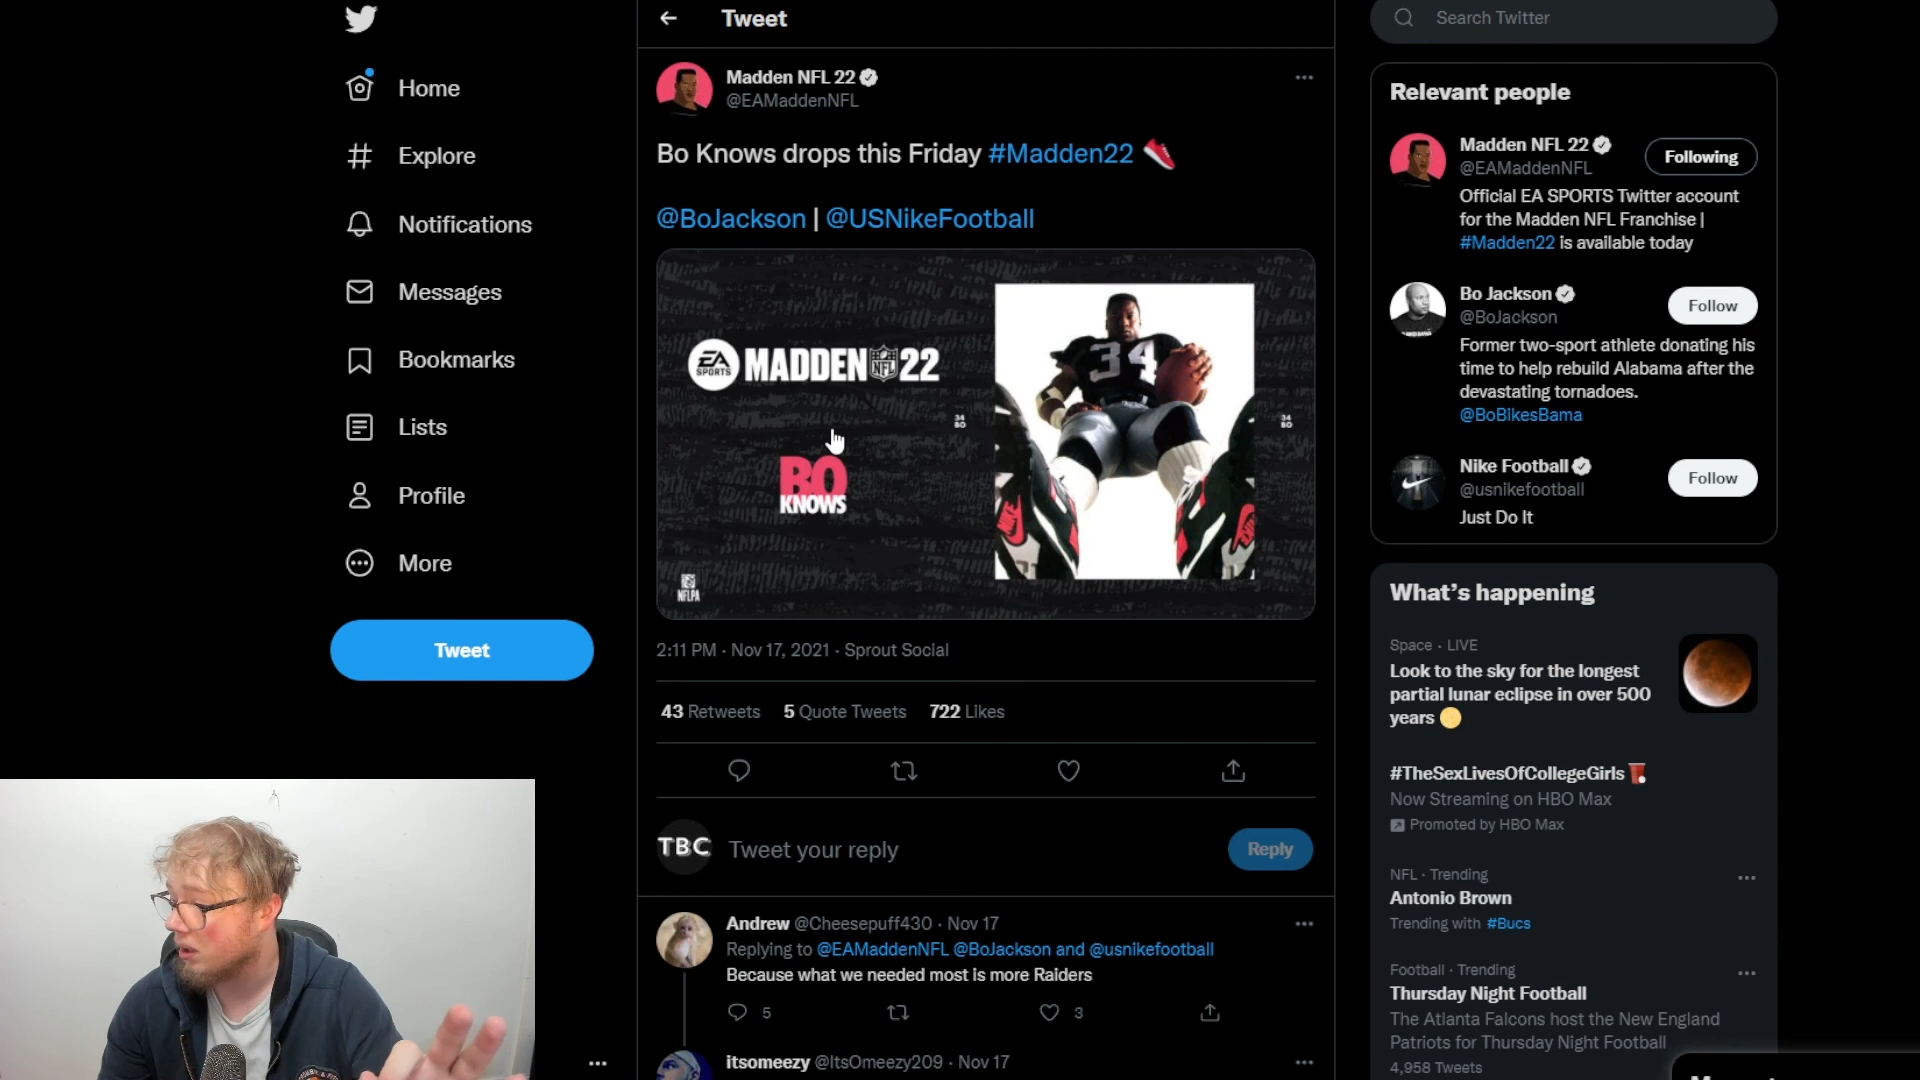 Home
Explore
Notifications
Messages
Bookmarks
Lists
Profile
More
Tweet
Tweet
Madden NFL 22
@EAMaddenNFL
Bo Knows drops this Friday #Madden22
@BoJackson | @USNikeFootball
EA SPORTS MADDEN NFL 22
BO
KNOWS
34
BO
34
34
BO
NFLPA
2:11 PM · Nov 17, 2021 · Sprout Social
43 Retweets 5 Quote Tweets 722 Likes
TBC Tweet your reply Reply
Andrew @Cheesepuff430 · Nov 17
Replying to @EAMaddenNFL @BoJackson and @usnikefootball
Because what we needed most is more Raiders
5 3
itsomeezy @ItsOmeezy209 · Nov 17
Search Twitter
Relevant people
Madden NFL 22
@EAMaddenNFL
Following
Official EA SPORTS Twitter account
for the Madden NFL Franchise |
#Madden22 is available today
Bo Jackson
@BoJackson
Follow
Former two-sport athlete donating his
time to help rebuild Alabama after the
devastating tornadoes.
@BoBikesBama
Nike Football
@usnikefootball
Follow
Just Do It
What's happening
Space · LIVE
Look to the sky for the longest
partial lunar eclipse in over 500
years
#TheSexLivesOfCollegeGirls
Now Streaming on HBO Max
Promoted by HBO Max
NFL · Trending
Antonio Brown
Trending with #Bucs
Football · Trending
Thursday Night Football
The Atlanta Falcons host the New England
Patriots for Thursday Night Football
4,958 Tweets